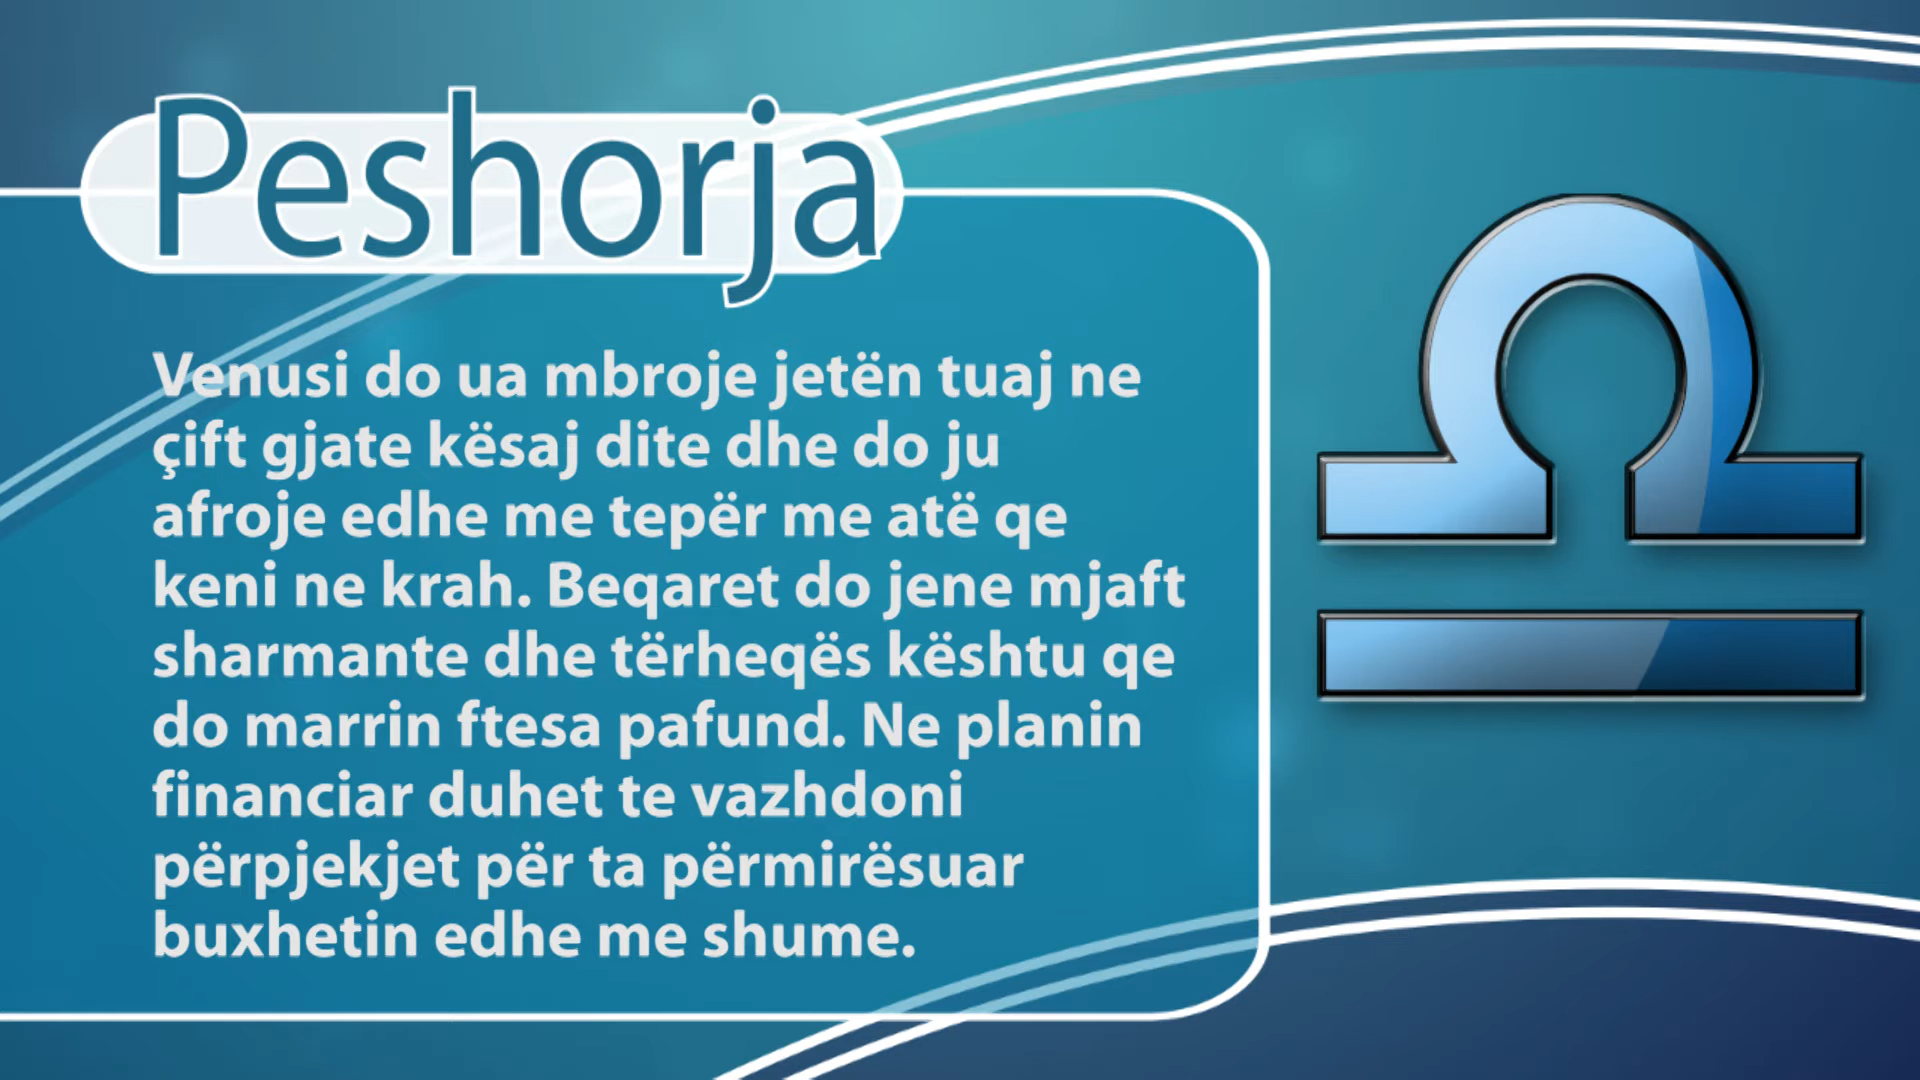 Peshorja
Venusi do ua mbroje jetën tuaj ne
çift gjate kësaj dite dhe do ju
afroje edhe me tepër me atë qe
keni ne krah. Beqaret do jene mjaft
sharmante dhe tërheqës kështu qe
do marrin ftesa pafund. Ne planin
financiar duhet te vazhdoni
përpjekjet për ta përmirësuar
buxhetin edhe me shume.